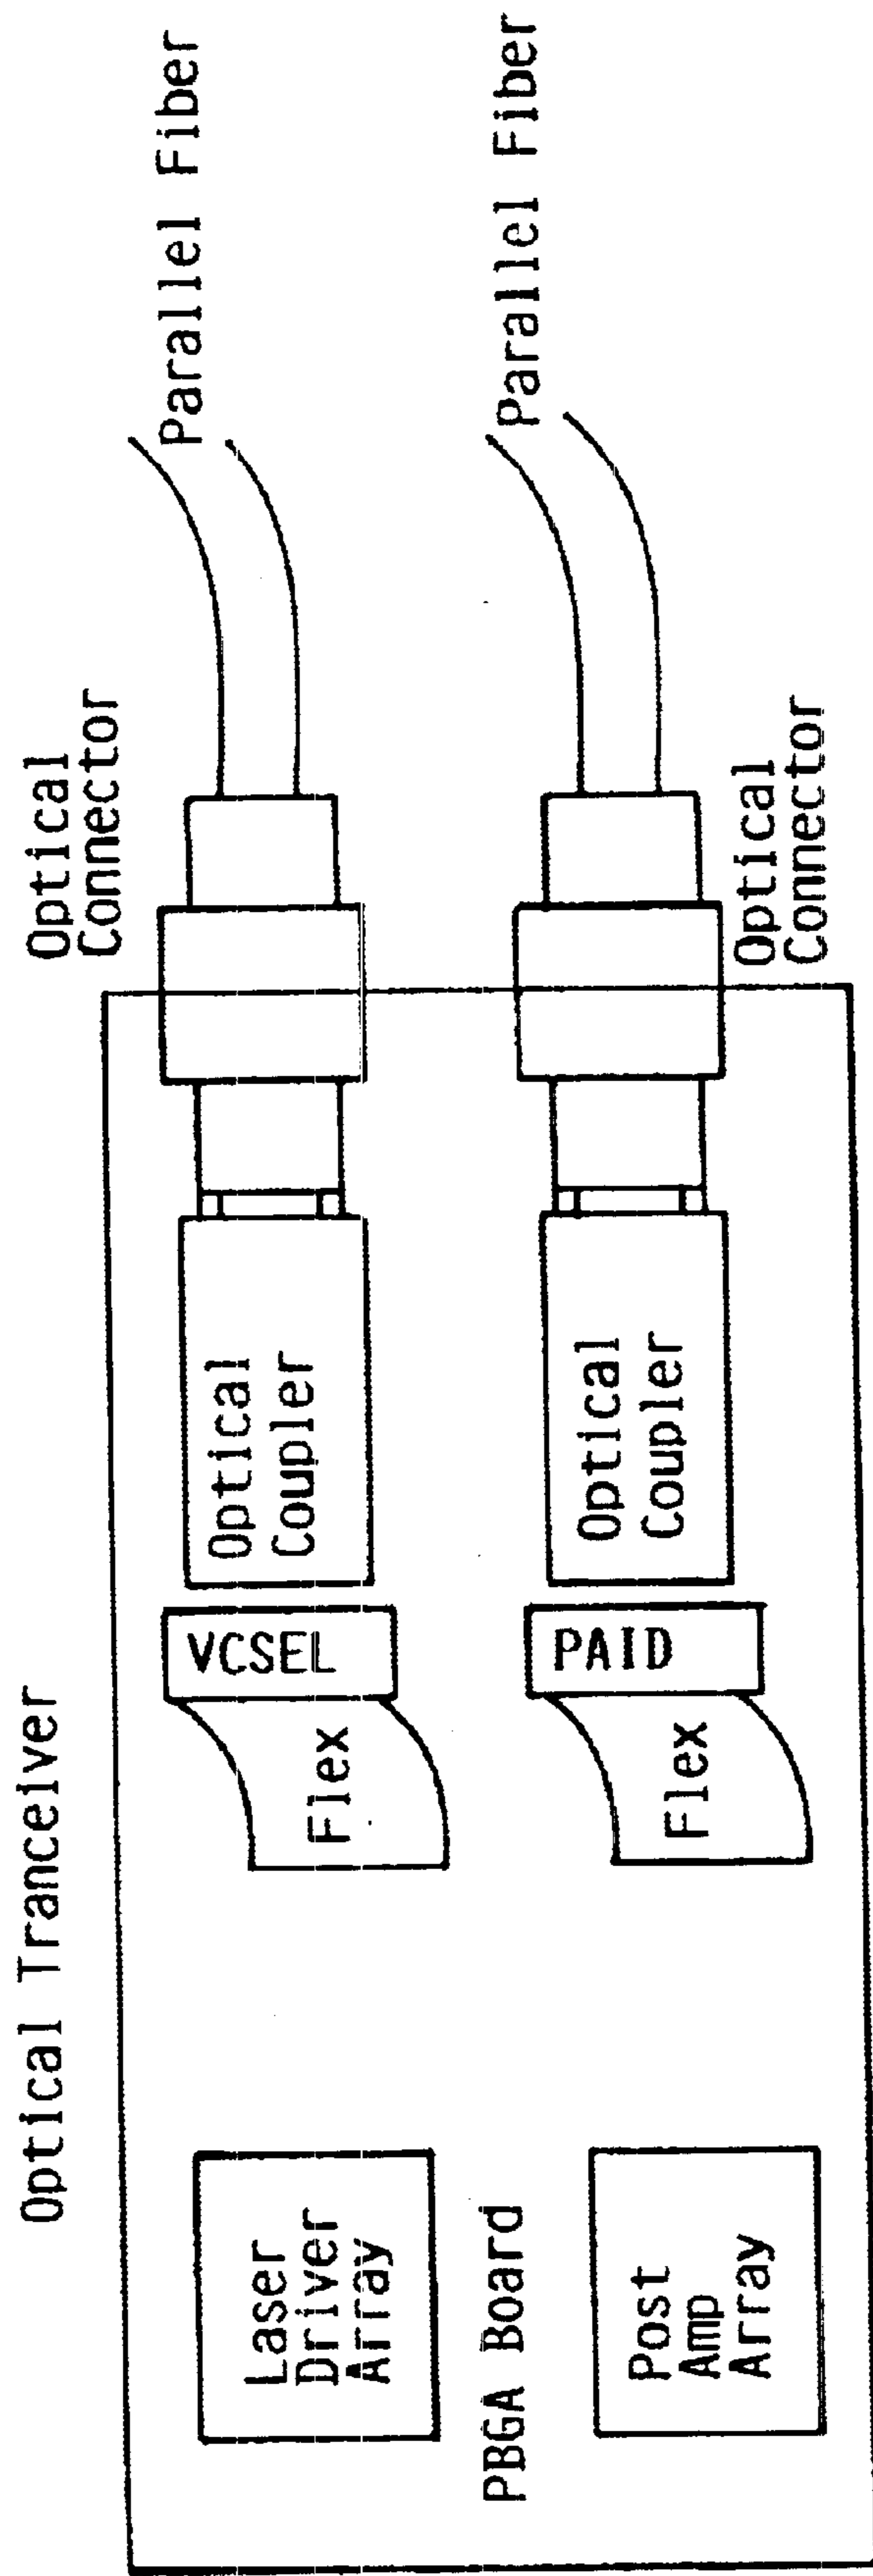 Optical Tranceiver
Optical
Connector
Parallel Fiber
Laser
Driver
Array
Flex
VCSEL
Optical
Coupler
PBGA Board
Post
Amp
Array
Flex
PAID
Optical
Coupler
Optical
Connector
Parallel Fiber